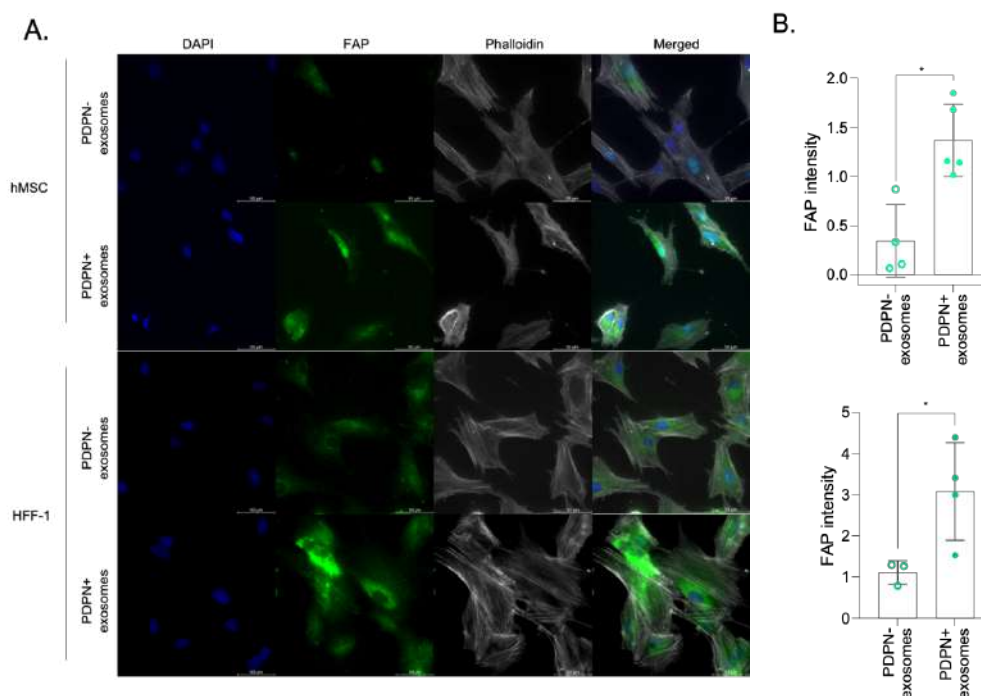 A.
DAPI FAP Phalloidin Merged
hMSC
PDPN-
exosomes
PDPN+
exosomes
HFF-1
PDPN-
exosomes
PDPN+
exosomes
B.
*
2.0
1.5
1.0
0.5
0.0
FAP intensity
PDPN-
exosomes
PDPN+
exosomes
*
5
4
3
2
1
0
FAP intensity
PDPN-
exosomes
PDPN+
exosomes